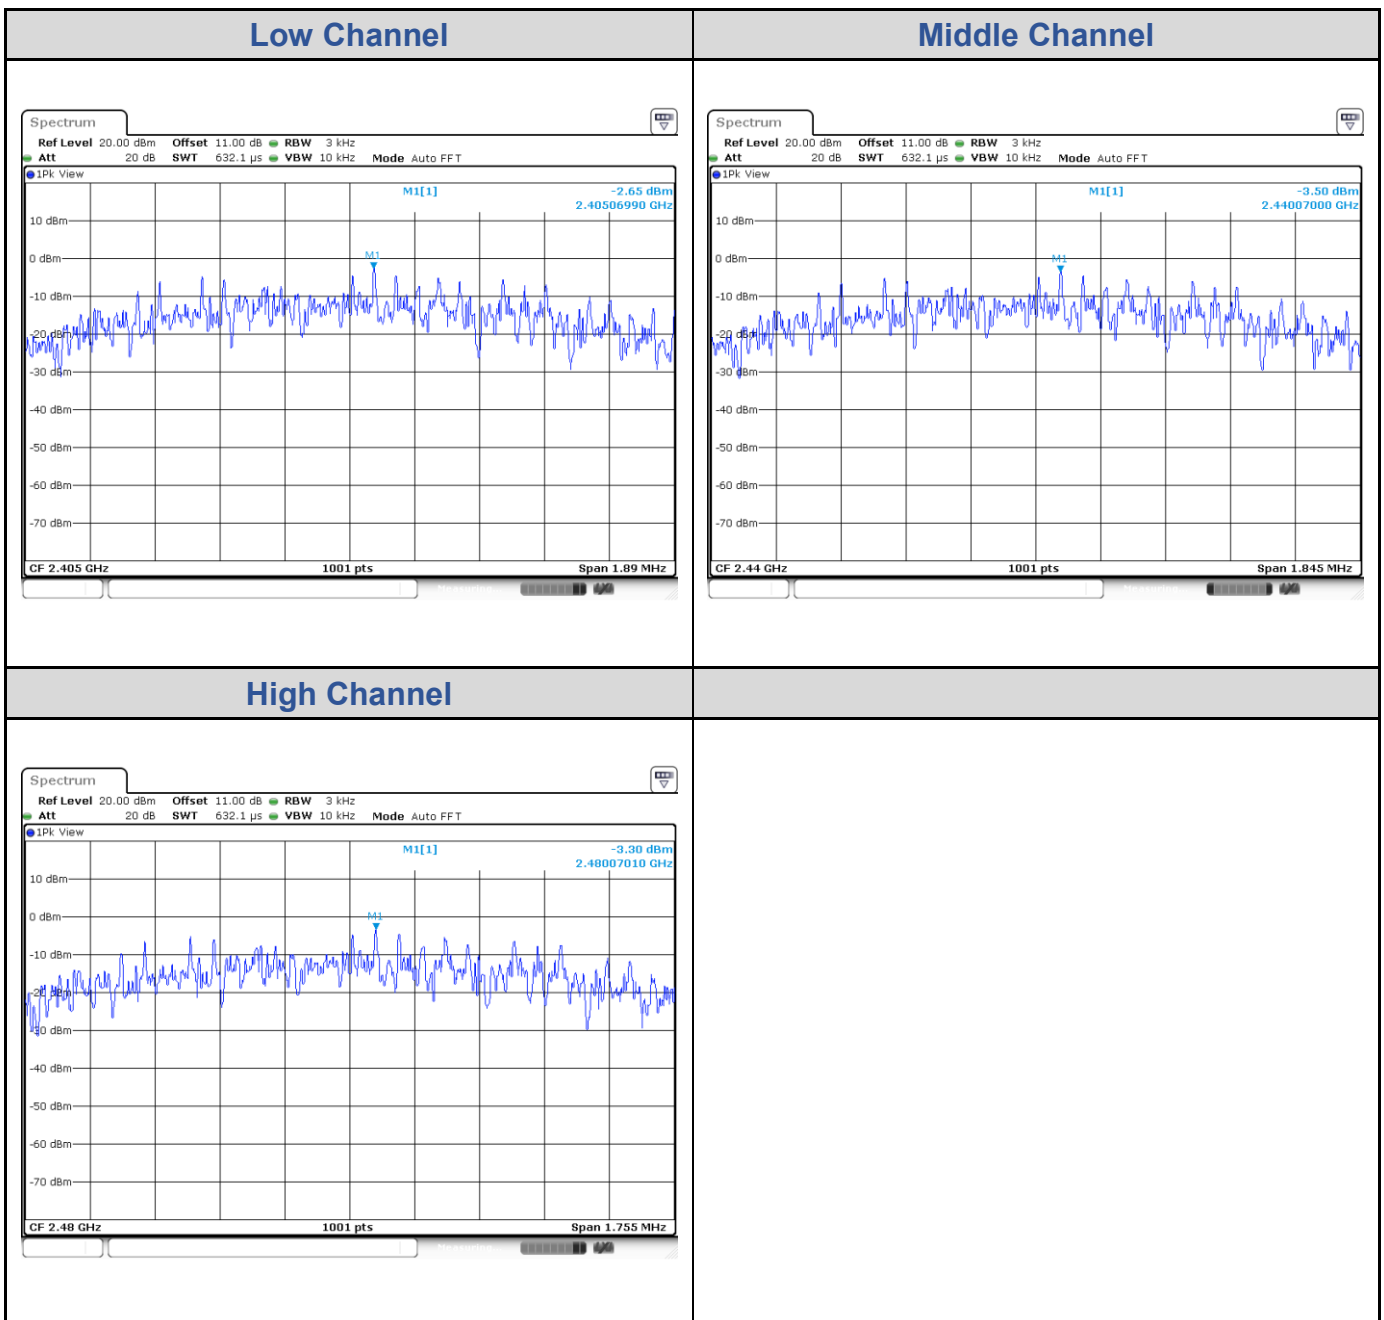 Low Channel
Middle Channel
Spectrum
Ref Level 20.00 dBm Offset 11.00 dB RBW 3 kHz
Att 20 dB SWT 632.1 µs VBW 10 kHz Mode Auto FFT
1Pk View
M1[1] -2.65 dBm
2.40506990 GHz
10 dBm
M1
0 dBm
-10 dBm
-20 dBm
-30 dBm
-40 dBm
-50 dBm
-60 dBm
-70 dBm
CF 2.405 GHz 1001 pts Span 1.89 MHz
Measuring...
Spectrum
Ref Level 20.00 dBm Offset 11.00 dB RBW 3 kHz
Att 20 dB SWT 632.1 µs VBW 10 kHz Mode Auto FFT
1Pk View
M1[1] -3.50 dBm
2.44007000 GHz
10 dBm
0 dBm
M1
-10 dBm
-20 dBm
-30 dBm
-40 dBm
-50 dBm
-60 dBm
-70 dBm
CF 2.44 GHz 1001 pts Span 1.845 MHz
Measuring...
High Channel
Spectrum
Ref Level 20.00 dBm Offset 11.00 dB RBW 3 kHz
Att 20 dB SWT 632.1 µs VBW 10 kHz Mode Auto FFT
1Pk View
M1[1] -3.30 dBm
2.48007010 GHz
10 dBm
0 dBm
M1
-10 dBm
-20 dBm
-30 dBm
-40 dBm
-50 dBm
-60 dBm
-70 dBm
CF 2.48 GHz 1001 pts Span 1.755 MHz
Measuring...